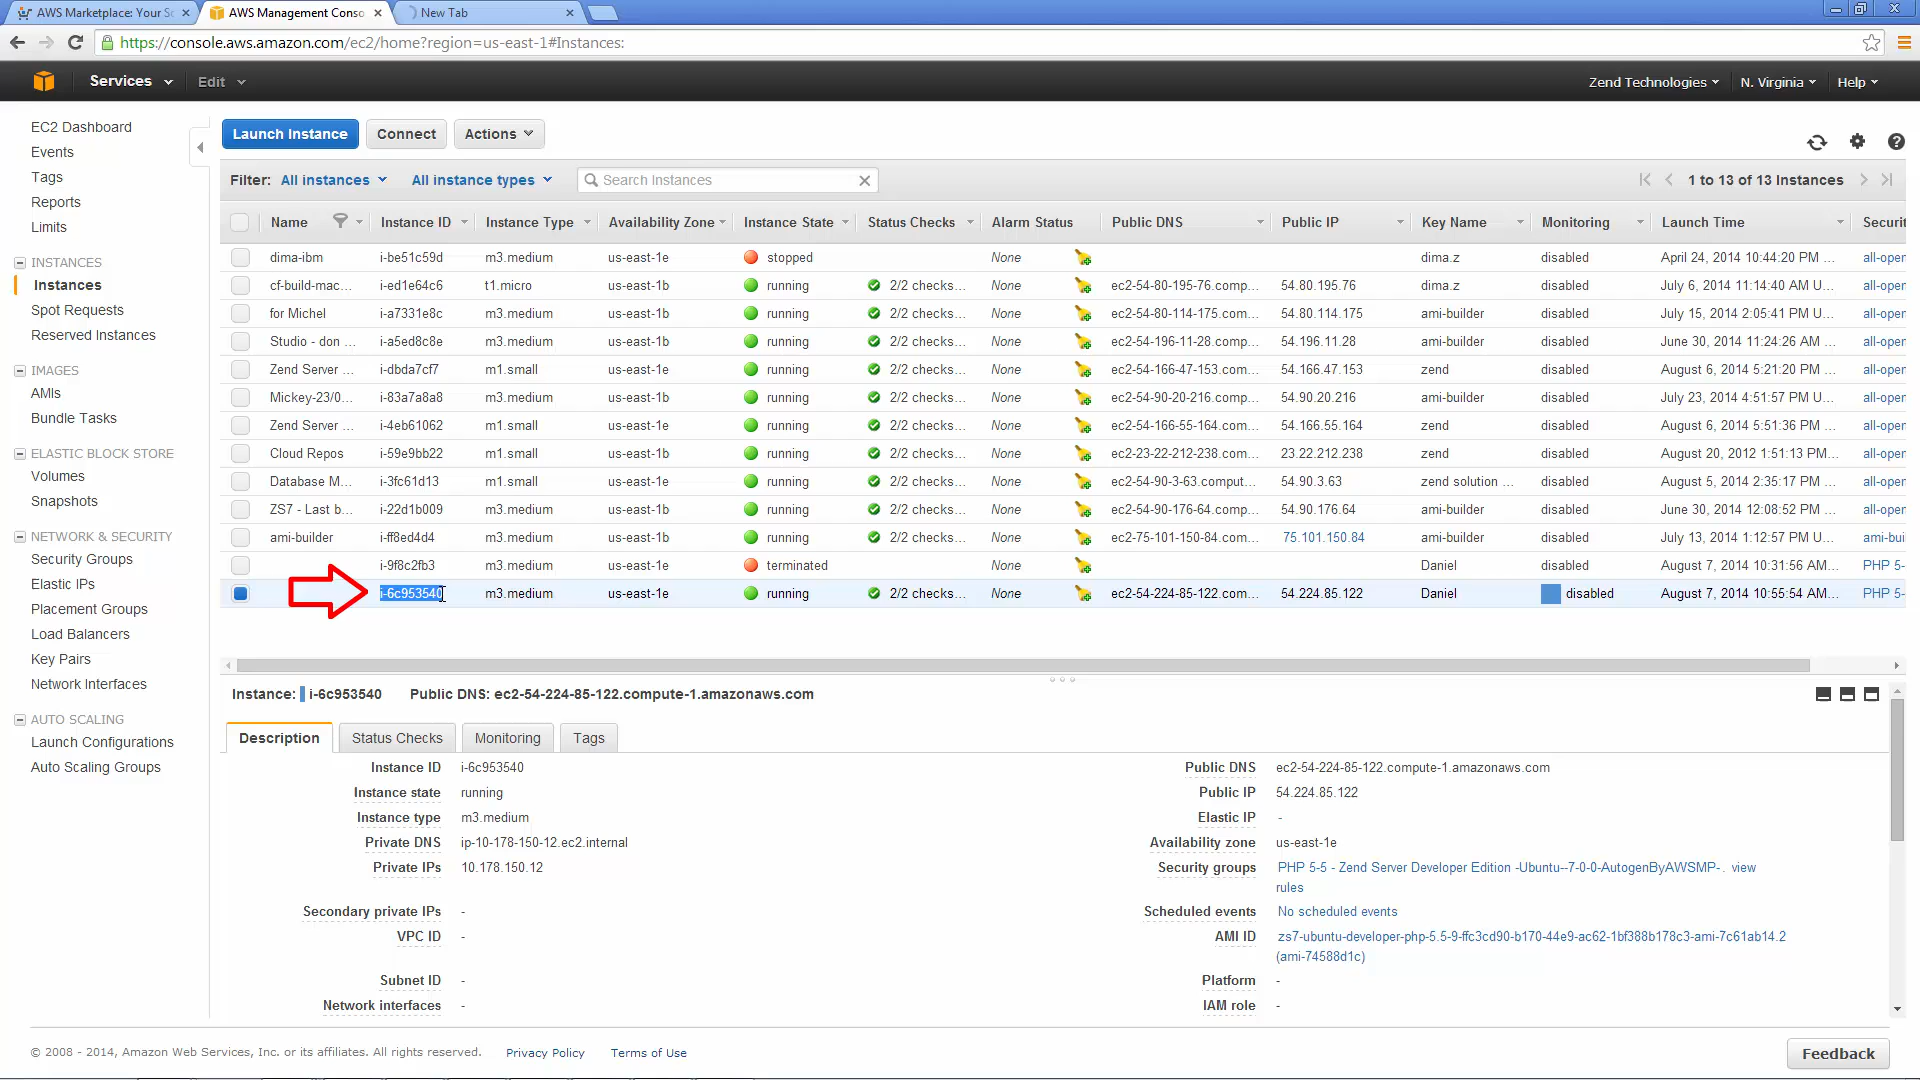 AWS Marketplace: Your So
AWS Management Conso
New Tab
https://console.aws.amazon.com/ec2/home?region=us-east-1#Instances:
Services Edit Zend Technologies N. Virginia Help
EC2 Dashboard
Events
Tags
Reports
Limits
INSTANCES
Instances
Spot Requests
Reserved Instances
IMAGES
AMIs
Bundle Tasks
ELASTIC BLOCK STORE
Volumes
Snapshots
NETWORK & SECURITY
Security Groups
Elastic IPs
Placement Groups
Load Balancers
Key Pairs
Network Interfaces
AUTO SCALING
Launch Configurations
Auto Scaling Groups
Launch Instance Connect Actions
Filter: All instances All instance types Search Instances 1 to 13 of 13 Instances
Name Instance ID Instance Type Availability Zone Instance State Status Checks Alarm Status Public DNS Public IP Key Name Monitoring Launch Time Securit
dima-ibm i-be51c59d m3.medium us-east-1e stopped None dima.z disabled April 24, 2014 10:44:20 PM ... all-open
cf-build-mac... i-ed1e64c6 t1.micro us-east-1b running 2/2 checks... None ec2-54-80-195-76.comp... 54.80.195.76 dima.z disabled July 6, 2014 11:14:40 AM U... all-open
for Michel i-a7331e8c m3.medium us-east-1b running 2/2 checks... None ec2-54-80-114-175.com... 54.80.114.175 ami-builder disabled July 15, 2014 2:05:41 PM U... all-open
Studio - don ... i-a5ed8c8e m3.medium us-east-1b running 2/2 checks... None ec2-54-196-11-28.comp... 54.196.11.28 ami-builder disabled June 30, 2014 11:24:26 AM ... all-open
Zend Server ... i-dbda7cf7 m1.small us-east-1e running 2/2 checks... None ec2-54-166-47-153.com... 54.166.47.153 zend disabled August 6, 2014 5:21:20 PM ... all-open
Mickey-23/0... i-83a7a8a8 m3.medium us-east-1b running 2/2 checks... None ec2-54-90-20-216.comp... 54.90.20.216 ami-builder disabled July 23, 2014 4:51:57 PM U... all-open
Zend Server ... i-4eb61062 m1.small us-east-1e running 2/2 checks... None ec2-54-166-55-164.com... 54.166.55.164 zend disabled August 6, 2014 5:51:36 PM ... all-open
Cloud Repos i-59e9bb22 m1.small us-east-1b running 2/2 checks... None ec2-23-22-212-238.com... 23.22.212.238 zend disabled August 20, 2012 1:51:13 PM... all-open
Database M... i-3fc61d13 m1.small us-east-1e running 2/2 checks... None ec2-54-90-3-63.comput... 54.90.3.63 zend solution ... disabled August 5, 2014 2:35:17 PM ... all-open
ZS7 - Last b... i-22d1b009 m3.medium us-east-1b running 2/2 checks... None ec2-54-90-176-64.comp... 54.90.176.64 ami-builder disabled June 30, 2014 12:08:52 PM ... all-open
ami-builder i-ff8ed4d4 m3.medium us-east-1b running 2/2 checks... None ec2-75-101-150-84.com... 75.101.150.84 ami-builder disabled July 13, 2014 1:12:57 PM U... ami-bui
i-9f8c2fb3 m3.medium us-east-1e terminated None Daniel disabled August 7, 2014 10:31:56 AM... PHP 5-
i-6c953540 m3.medium us-east-1e running 2/2 checks... None ec2-54-224-85-122.com... 54.224.85.122 Daniel disabled August 7, 2014 10:55:54 AM... PHP 5-
Instance: i-6c953540 Public DNS: ec2-54-224-85-122.compute-1.amazonaws.com
Description Status Checks Monitoring Tags
Instance ID i-6c953540 Public DNS ec2-54-224-85-122.compute-1.amazonaws.com
Instance state running Public IP 54.224.85.122
Instance type m3.medium Elastic IP -
Private DNS ip-10-178-150-12.ec2.internal Availability zone us-east-1e
Private IPs 10.178.150.12 Security groups PHP 5-5 - Zend Server Developer Edition -Ubuntu--7-0-0-AutogenByAWSMP-. view
rules
Secondary private IPs - Scheduled events No scheduled events
VPC ID - AMI ID zs7-ubuntu-developer-php-5.5-9-ffc3cd90-b170-44e9-ac62-1bf388b178c3-ami-7c61ab14.2
(ami-74588d1c)
Subnet ID - Platform -
Network interfaces - IAM role -
© 2008 - 2014, Amazon Web Services, Inc. or its affiliates. All rights reserved. Privacy Policy Terms of Use
Feedback